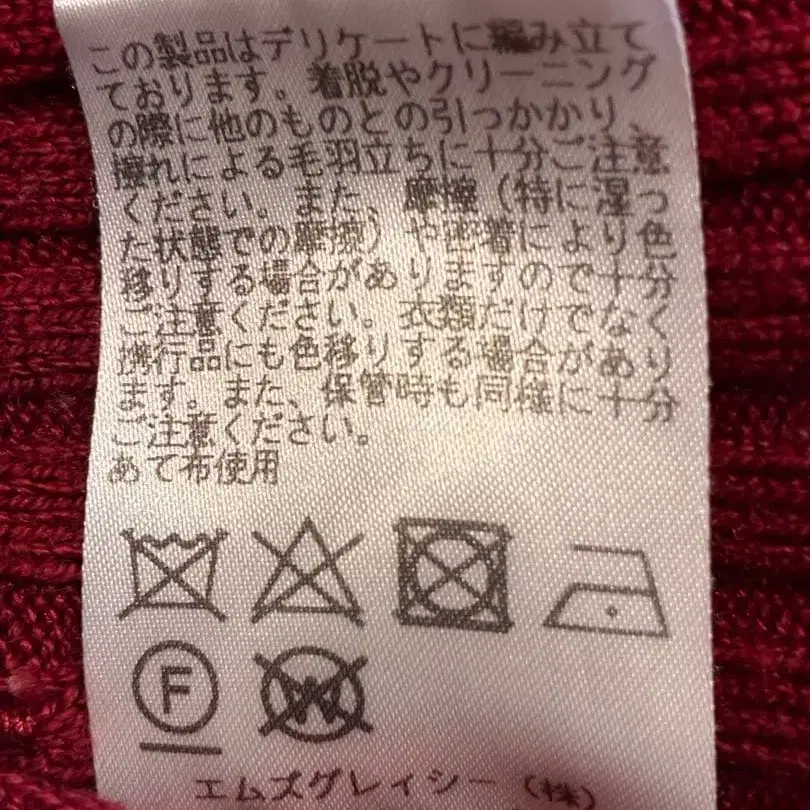 この製品はデリケートに編み立て
ております。着脱やクリーニング
の際に他のものとの引っかかり、
擦れによる毛羽立ちに十分ご注意
ください。また、摩擦（特に湿っ
た状態での摩擦）や密着により色
移りする場合がありますので十分
ご注意ください。衣類だけでなく
携行品にも色移りする場合があり
ます。また、保管時も同様に十分
ご注意ください。
あて布使用
F W
エムズグレイシー（株）